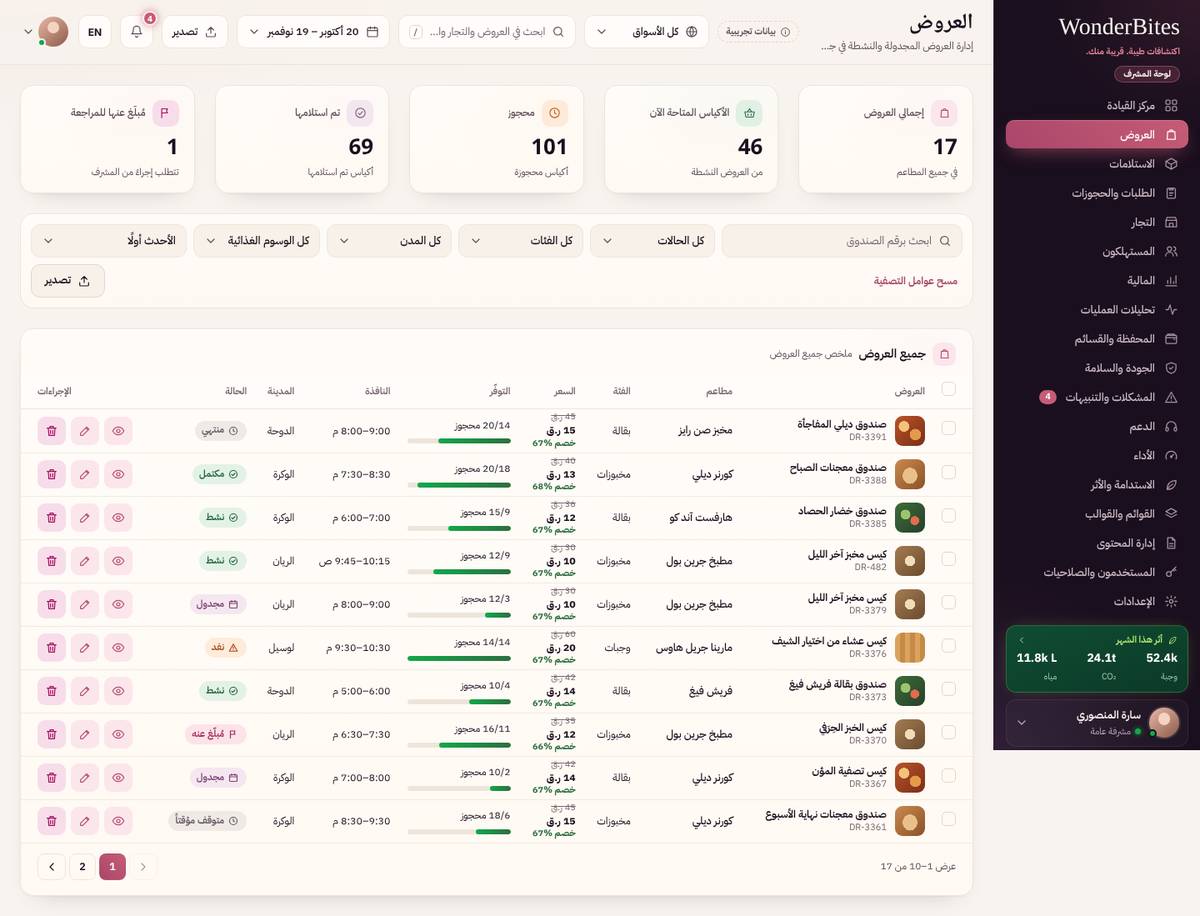 WonderBites
اكتشافات طيبة. قريبة منك.
لوحة المشرف
مركز القيادة
العروض
الاستلامات
الطلبات والحجوزات
التجار
المستهلكون
المالية
تحليلات العمليات
المحفظة والقسائم
الجودة والسلامة
المشكلات والتنبيهات 4
الدعم
الأداء
الاستدامة والأثر
القوائم والقوالب
إدارة المحتوى
المستخدمون والصلاحيات
الإعدادات
أثر هذا الشهر
52.4k 24.1t 11.8k L
وجبة CO₂ مياه
سارة المنصوري
مشرفة عامة
العروض
إدارة العروض المجدولة والنشطة في جـ...
بيانات تجريبية
كل الأسواق
ابحث في العروض والتجار وا... /
20 أكتوبر – 19 نوفمبر
تصدير
4
EN
إجمالي العروض
17
في جميع المطاعم
الأكياس المتاحة الآن
46
من العروض النشطة
محجوز
101
أكياس محجوزة
تم استلامها
69
أكياس تم استلامها
مُبلّغ عنها للمراجعة
1
تتطلب إجراءً من المشرف
ابحث برقم الصندوق
كل الحالات
كل الفئات
كل المدن
كل الوسوم الغذائية
الأحدث أولًا
مسح عوامل التصفية
تصدير
جميع العروض ملخص جميع العروض
العروض مطاعم الفئة السعر التوفّر النافذة المدينة الحالة الإجراءات
صندوق ديلي المفاجأة DR-3391 مخبز صن رايز بقالة 45 ر.ق 15 ر.ق خصم 67% 20/14 محجوز 8:00–9:00 م الدوحة منتهي
صندوق معجنات الصباح DR-3388 كورنر ديلي مخبوزات 40 ر.ق 13 ر.ق خصم 68% 20/18 محجوز 7:30–8:30 م الوكرة مكتمل
صندوق خضار الحصاد DR-3385 هارفست آند كو بقالة 36 ر.ق 12 ر.ق خصم 67% 15/9 محجوز 6:00–7:00 م الوكرة نشط
كيس مخبز آخر الليل DR-482 مطبخ جرين بول مخبوزات 30 ر.ق 10 ر.ق خصم 67% 12/9 محجوز 9:45–10:15 ص الريان نشط
كيس مخبز آخر الليل DR-3379 مطبخ جرين بول مخبوزات 30 ر.ق 10 ر.ق خصم 67% 12/3 محجوز 8:00–9:00 م الريان مجدول
كيس عشاء من اختيار الشيف DR-3376 مارينا جريل هاوس وجبات 60 ر.ق 20 ر.ق خصم 67% 14/14 محجوز 9:30–10:30 م لوسيل نفد
صندوق بقالة فريش فيغ DR-3373 فريش فيغ بقالة 42 ر.ق 14 ر.ق خصم 67% 10/4 محجوز 5:00–6:00 م الدوحة نشط
كيس الخبز الحِرَفي DR-3370 مطبخ جرين بول مخبوزات 35 ر.ق 12 ر.ق خصم 66% 16/11 محجوز 6:30–7:30 م الريان مُبلّغ عنه
كيس تصفية المؤن DR-3367 كورنر ديلي بقالة 42 ر.ق 14 ر.ق خصم 67% 10/2 محجوز 7:00–8:00 م الوكرة مجدول
صندوق معجنات نهاية الأسبوع DR-3361 كورنر ديلي مخبوزات 45 ر.ق 15 ر.ق خصم 67% 18/6 محجوز 8:30–9:30 م الوكرة متوقف مؤقتاً
عرض 1–10 من 17
1 2